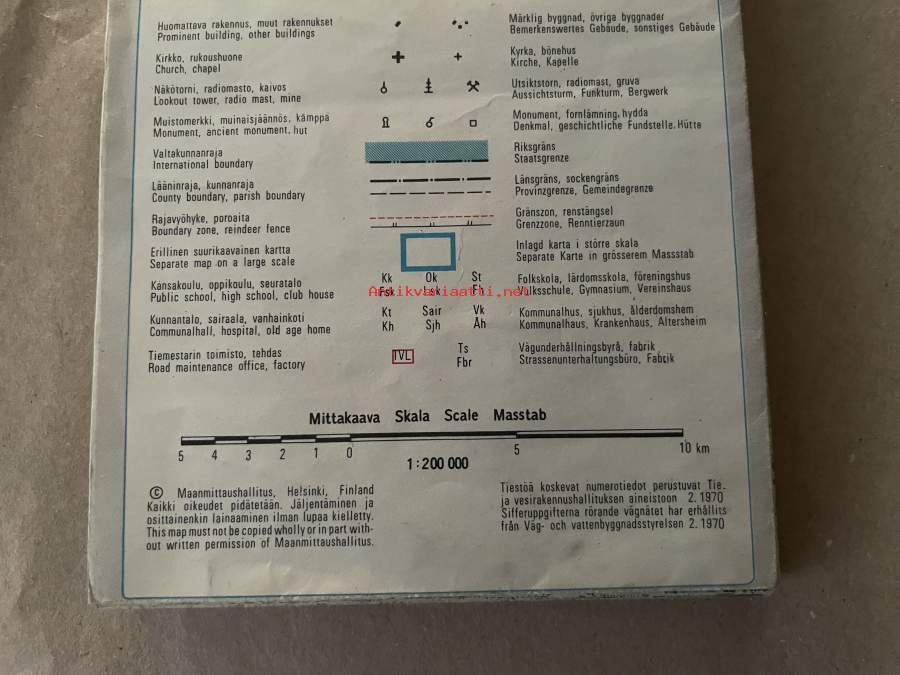 Huomattava rakennus, muut rakennukset
Prominent building, other buildings
Märklig byggnad, övriga byggnader
Bemerkenswertes Gebäude, sonstiges Gebäude
Kirkko, rukoushuone
Church, chapel
Kyrka, bönehus
Kirche, Kapelle
Näkötorni, radiomasto, kaivos
Lookout tower, radio mast, mine
Utsiktstorn, radiomast, gruva
Aussichtsturm, Funkturm, Bergwerk
Muistomerkki, muinaisjäännös, kämppä
Monument, ancient monument, hut
Monument, fornlämning, hydda
Denkmal, geschichtliche Fundstelle, Hütte
Valtakunnanraja
International boundary
Riksgräns
Staatsgrenze
Lääninraja, kunnanraja
County boundary, parish boundary
Länsgräns, sockengräns
Provinzgrenze, Gemeindegrenze
Rajavyöhyke, poroaita
Boundary zone, reindeer fence
Gränszon, renstängsel
Grenzzone, Renntierzaun
Erillinen suurikaavainen kartta
Separate map on a large scale
Inlagd karta i större skala
Separate Karte in grösserem Massstab
Kansakoulu, oppikoulu, seuratalo
Public school, high school, club house
Kk Ok St
Fsk Lsk Fh
Antikvariaatti.net
Folkskola, lärdomsskola, föreningshus
Volksschule, Gymnasium, Vereinshaus
Kunnantalo, sairaala, vanhainkoti
Communalhall, hospital, old age home
Kt Sair Vk
Kh Sjh Åh
Kommunalhus, sjukhus, ålderdomshem
Kommunalhaus, Krankenhaus, Altersheim
Tiemestarin toimisto, tehdas
Road maintenance office, factory
TVL
Ts
Fbr
Vägunderhållningsbyrå, fabrik
Strassenunterhaltungsbüro, Fabrik
Mittakaava Skala Scale Masstab
5 4 3 2 1 0 5 10 km
1:200 000
© Maanmittaushallitus, Helsinki, Finland
Kaikki oikeudet pidätetään. Jäljentäminen ja
osittainenkin lainaaminen ilman lupaa kielletty.
This map must not be copied wholly or in part with-
out written permission of Maanmittaushallitus.
Tiestöä koskevat numerotiedot perustuvat Tie-
ja vesirakennushallituksen aineistoon 2.1970
Sifferuppgifterna rörande vägnätet har erhållits
från Väg- och vattenbyggnadsstyrelsen 2.1970